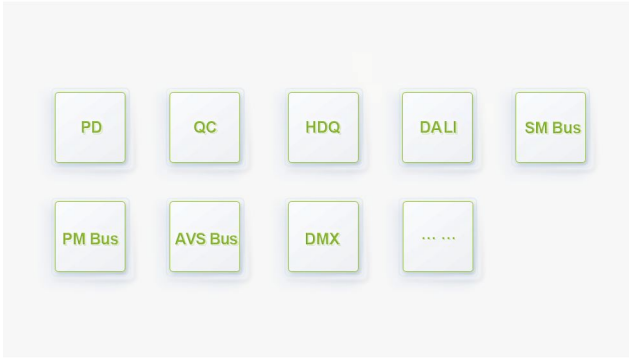 PD QC HDQ DALI SM Bus
PM Bus AVS Bus DMX ... ...